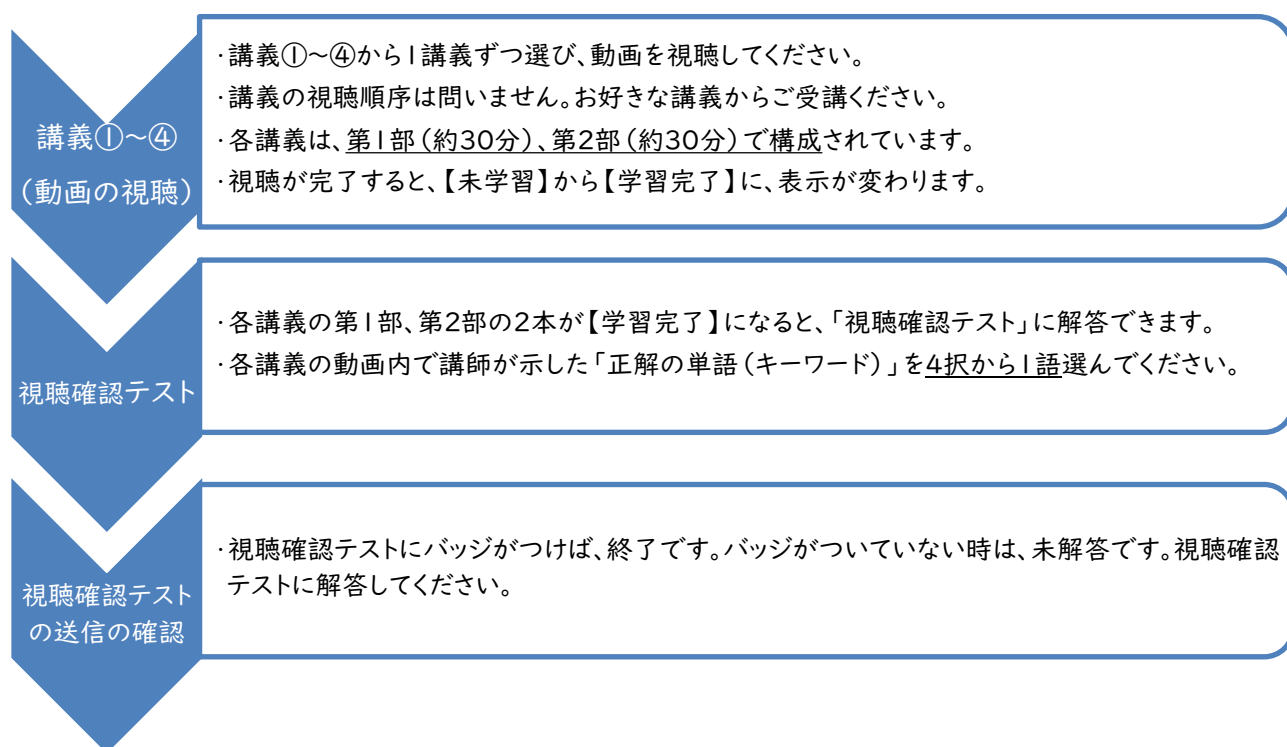 講義①～④
(動画の視聴)
・講義①～④から1講義ずつ選び、動画を視聴してください。
・講義の視聴順序は問いません。お好きな講義からご受講ください。
・各講義は、第1部(約30分)、第2部(約30分)で構成されています。
・視聴が完了すると、【未学習】から【学習完了】に、表示が変わります。
視聴確認テスト
・各講義の第1部、第2部の2本が【学習完了】になると、「視聴確認テスト」に解答できます。
・各講義の動画内で講師が示した「正解の単語(キーワード)」を4択から1語選んでください。
視聴確認テスト
の送信の確認
・視聴確認テストにバッジがつけば、終了です。バッジがついていない時は、未解答です。視聴確認
テストに解答してください。